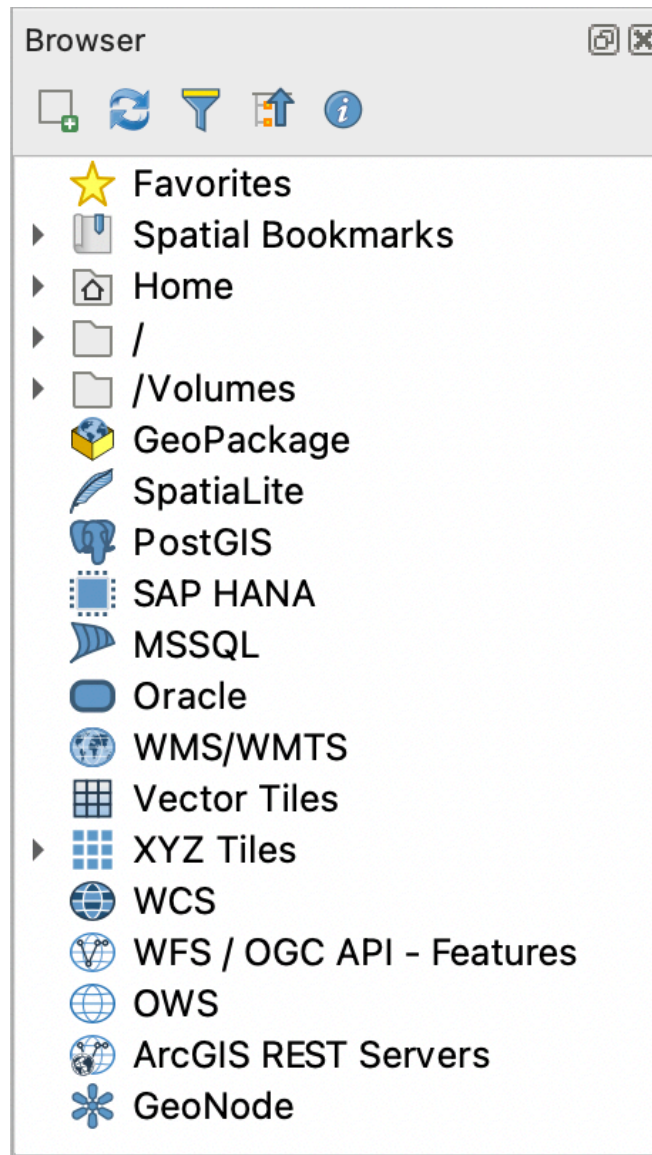 Browser
Favorites
Spatial Bookmarks
Home
/
/Volumes
GeoPackage
SpatiaLite
PostGIS
SAP HANA
MSSQL
Oracle
WMS/WMTS
Vector Tiles
XYZ Tiles
WCS
WFS / OGC API - Features
OWS
ArcGIS REST Servers
GeoNode